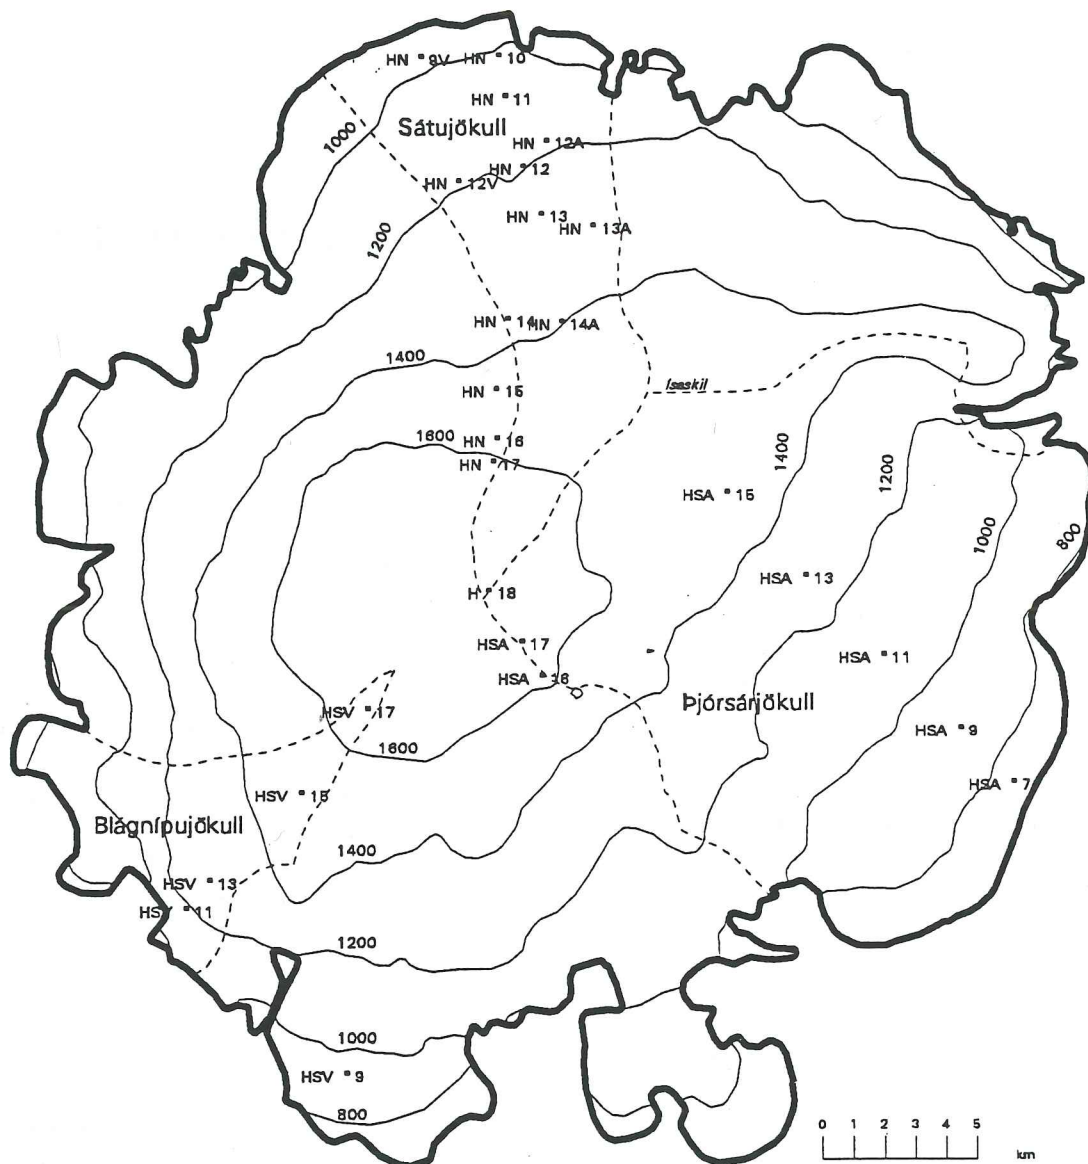 HN 9V
HN 10
HN 11
Sátujökull
1000
HN 12A
HN 12
HN 12V
HN 13
HN 13A
1200
HN 14
HN 14A
1400
Isaskil
HN 15
1600
HN 16
HN 17
1400
1200
HSA 15
1000
800
HSA 13
H 18
HSA 17
HSA 11
HSA 16
Þjórsárjökull
HSV 17
HSA 9
1600
HSA 7
HSV 15
Blágnípujökull
1400
HSV 13
HSV 11
1200
1000
HSV 9
800
0 1 2 3 4 5
km